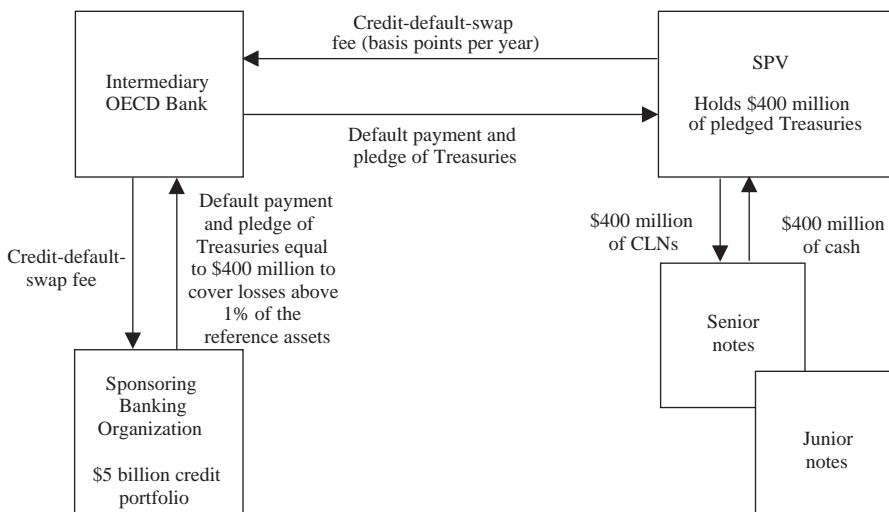 Credit-default-swap
fee (basis points per year)
Intermediary
OECD Bank
SPV
Holds $400 million
of pledged Treasuries
Default payment and
pledge of Treasuries
Credit-default-
swap fee
Default payment
and pledge of
Treasuries equal
to $400 million to
cover losses above
1% of the
reference assets
$400 million
of CLNs
$400 million
of cash
Senior
notes
Sponsoring
Banking
Organization
$5 billion credit
portfolio
Junior
notes